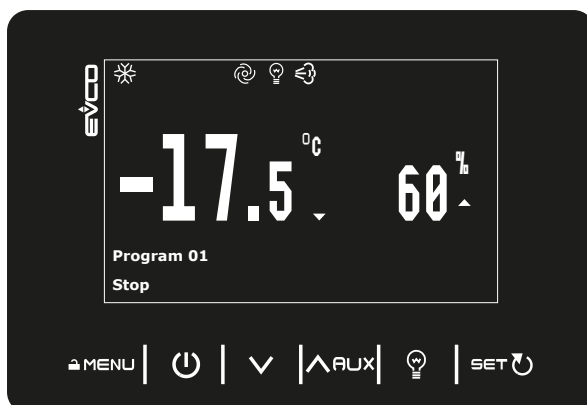 EVCO
-17.5 °C 60 %
Program 01
Stop
MENU AUX SET